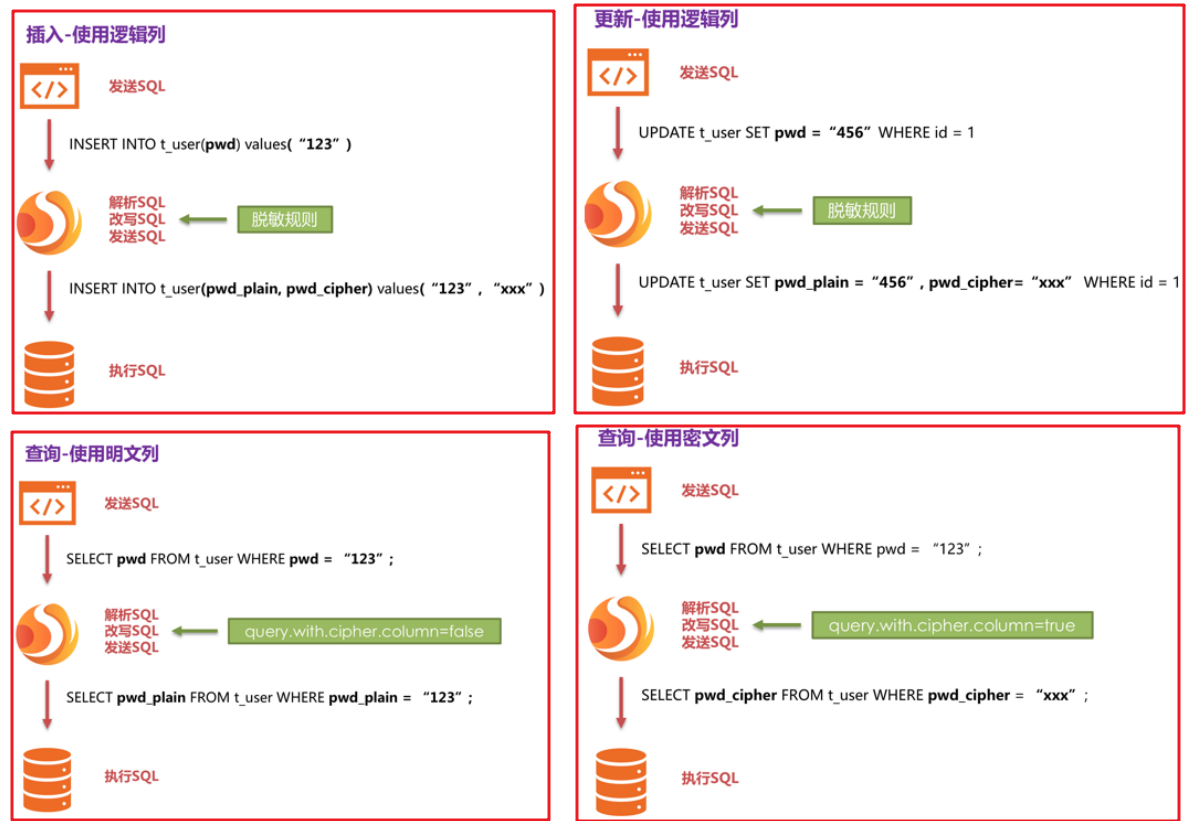 插入-使用逻辑列
</>
发送SQL
INSERT INTO t_user(pwd) values(“123”)
解析SQL
改写SQL
发送SQL
脱敏规则
INSERT INTO t_user(pwd_plain, pwd_cipher) values(“123”, “xxx”)
执行SQL
更新-使用逻辑列
</>
发送SQL
UPDATE t_user SET pwd = “456” WHERE id = 1
解析SQL
改写SQL
发送SQL
脱敏规则
UPDATE t_user SET pwd_plain = “456”, pwd_cipher= “xxx” WHERE id = 1
执行SQL
查询-使用明文列
</>
发送SQL
SELECT pwd FROM t_user WHERE pwd = “123”;
解析SQL
改写SQL
发送SQL
query.with.cipher.column=false
SELECT pwd_plain FROM t_user WHERE pwd_plain = “123”;
执行SQL
查询-使用密文列
</>
发送SQL
SELECT pwd FROM t_user WHERE pwd = “123”;
解析SQL
改写SQL
发送SQL
query.with.cipher.column=true
SELECT pwd_cipher FROM t_user WHERE pwd_cipher = “xxx”;
执行SQL